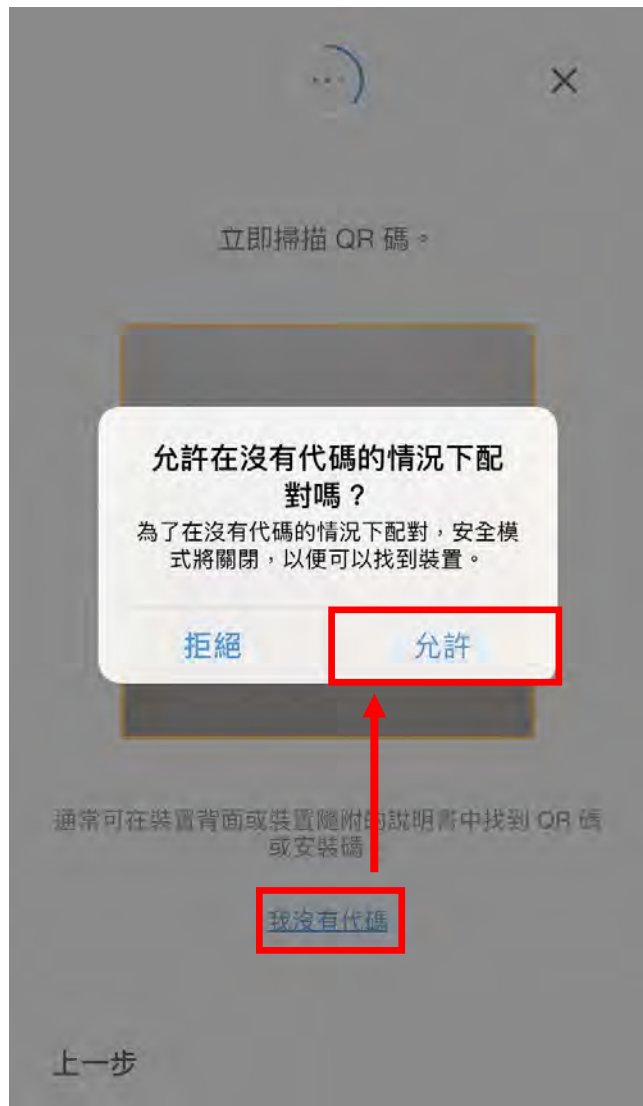 立即掃描 QR 碼。
允許在沒有代碼的情況下配
對嗎？
為了在沒有代碼的情況下配對，安全模
式將關閉，以便可以找到裝置。
拒絕
允許
通常可在裝置背面或裝置隨附的說明書中找到 QR 碼
或安裝碼
我沒有代碼
上一步